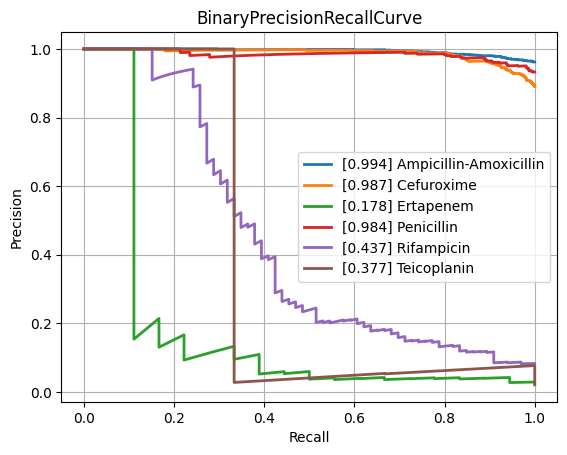 BinaryPrecisionRecallCurve
1.0
0.8
0.6
0.4
0.2
0.0
Precision
[0.994] Ampicillin-Amoxicillin
[0.987] Cefuroxime
[0.178] Ertapenem
[0.984] Penicillin
[0.437] Rifampicin
[0.377] Teicoplanin
0.0 0.2 0.4 0.6 0.8 1.0
Recall